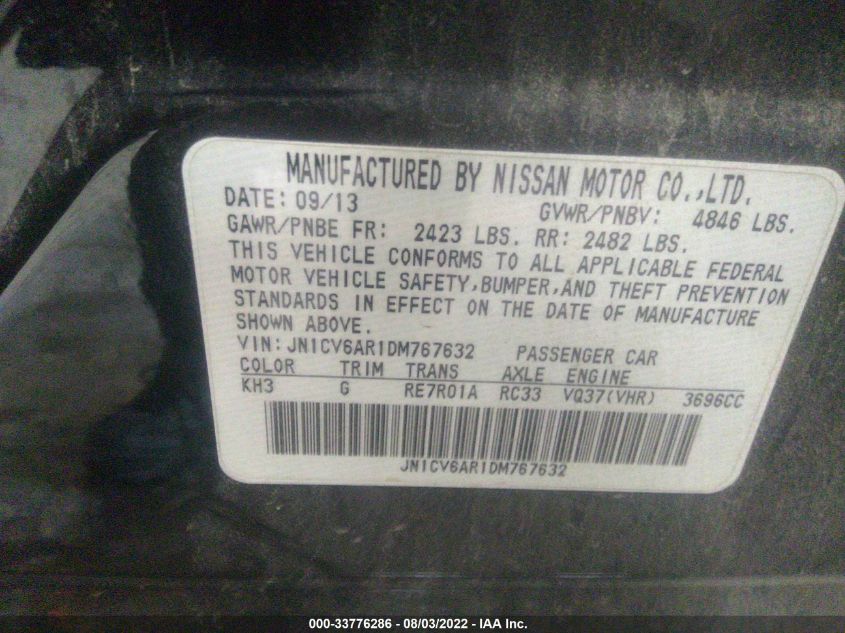 MANUFACTURED BY NISSAN MOTOR CO.,LTD.
DATE: 09/13 GVWR/PNBV: 4846 LBS.
GAWR/PNBE FR: 2423 LBS. RR: 2482 LBS.
THIS VEHICLE CONFORMS TO ALL APPLICABLE FEDERAL
MOTOR VEHICLE SAFETY,BUMPER,AND THEFT PREVENTION
STANDARDS IN EFFECT ON THE DATE OF MANUFACTURE
SHOWN ABOVE.
VIN: JN1CV6AR1DM767632 PASSENGER CAR
COLOR TRIM TRANS AXLE ENGINE
KH3 G RE7R01A RC33 VQ37(VHR) 3696CC
JN1CV6AR1DM767632
000-33776286 - 08/03/2022 - IAA Inc.